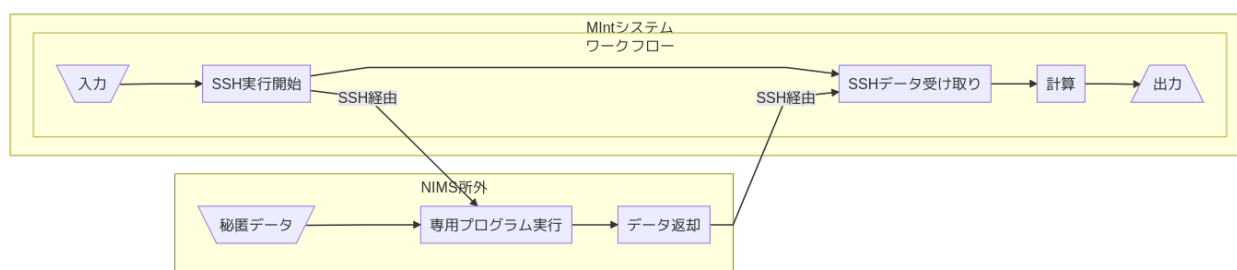 MIntシステム
ワークフロー
入力
SSH実行開始
SSHデータ受け取り
計算
出力
SSH経由
SSH経由
NIMS所外
秘匿データ
専用プログラム実行
データ返却